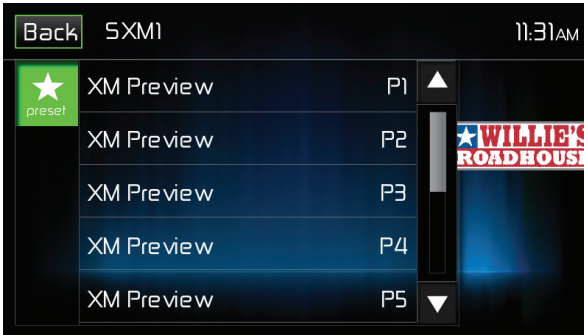 Back SXM1 11:31AM
preset
XM Preview P1
XM Preview P2
XM Preview P3
XM Preview P4
XM Preview P5
WILLIE'S
ROADHOUSE